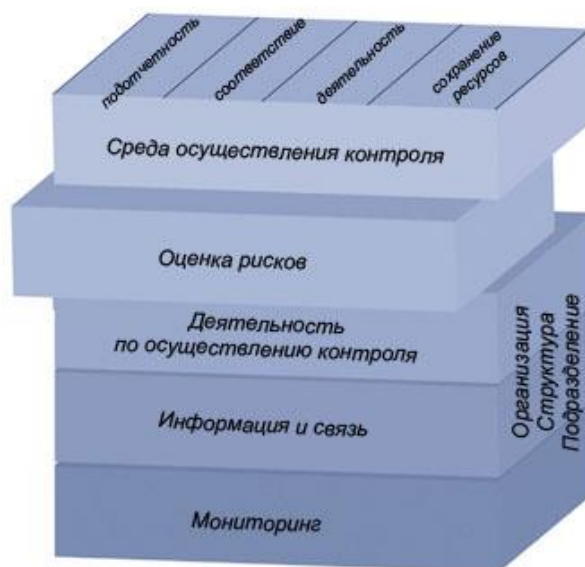 подотчетность
соответствие
деятельность
сохранение
ресурсов
Среда осуществления контроля
Оценка рисков
Деятельность
по осуществлению контроля
Информация и связь
Мониторинг
Организация
Структура
Подразделение